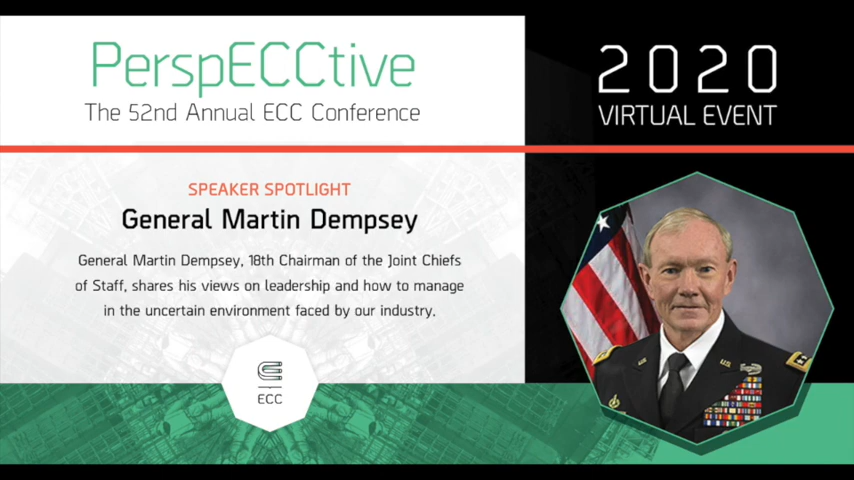 PerspECCtive
The 52nd Annual ECC Conference
2020
VIRTUAL EVENT
SPEAKER SPOTLIGHT
General Martin Dempsey
General Martin Dempsey, 18th Chairman of the Joint Chiefs
of Staff, shares his views on leadership and how to manage
in the uncertain environment faced by our industry.
ECC